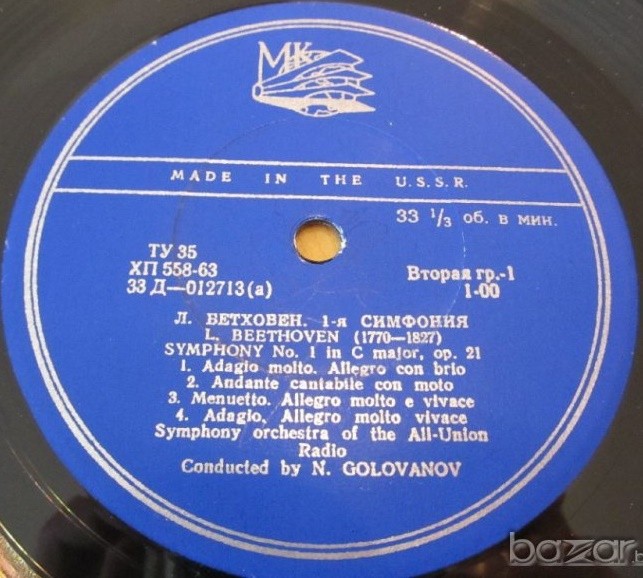 МК
MADE IN THE U.S.S.R.
33 1/3 об. в мин.
ТУ 35
ХП 558-63
33 Д—012713(а)
Вторая гр.-1
1-00
Л. БЕТХОВЕН. 1-я СИМФОНИЯ
L. BEETHOVEN (1770—1827)
SYMPHONY No. 1 in C major, op. 21
1. Adagio molto. Allegro con brio
2. Andante cantabile con moto
3. Menuetto. Allegro molto e vivace
4. Adagio, Allegro molto vivace
Symphony orchestra of the All-Union
Radio
Conducted by N. GOLOVANOV
bazar.b